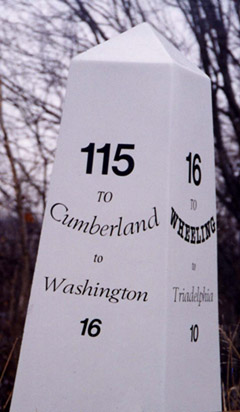 115
TO
Cumberland
to
Washington
16
16
TO
WHEELING
to
Triadelphia
10